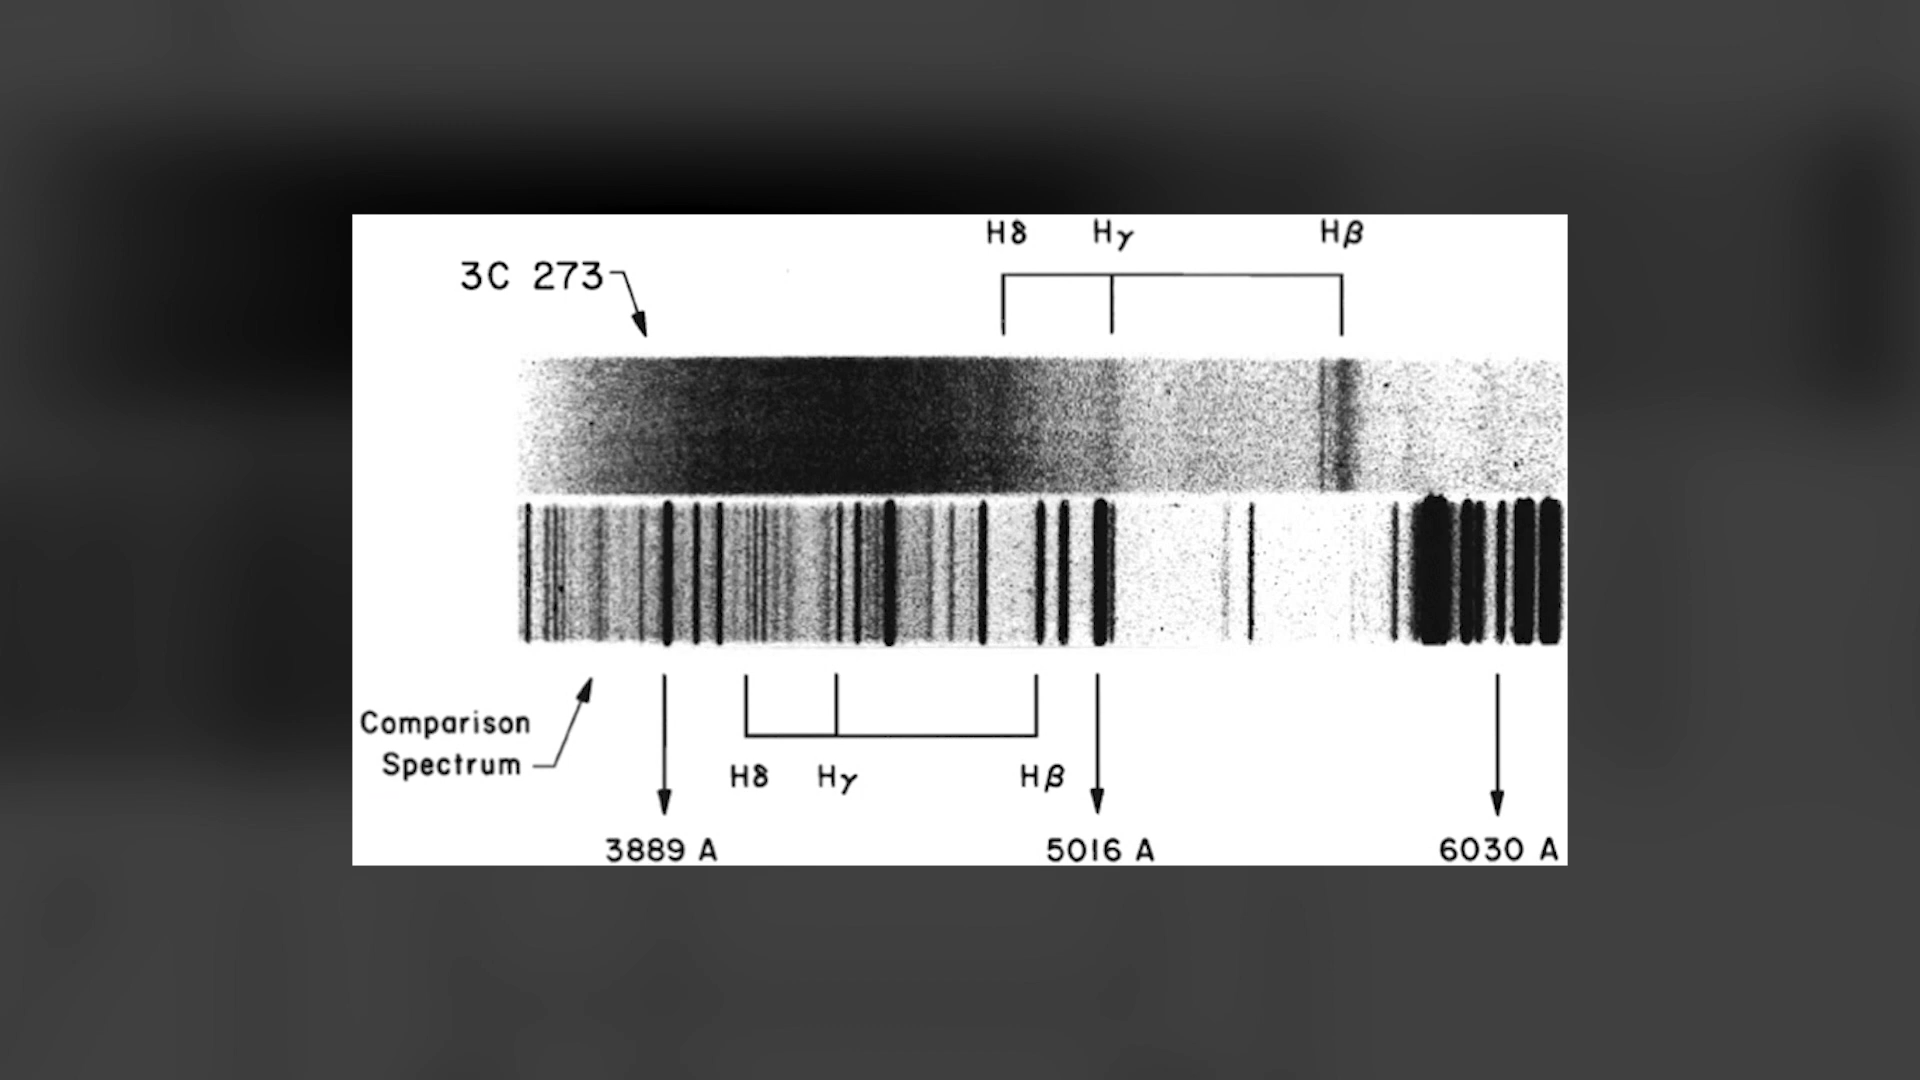 Hδ Hγ Hβ
3C 273
Comparison
Spectrum
Hδ Hγ Hβ
3889 A 5016 A 6030 A